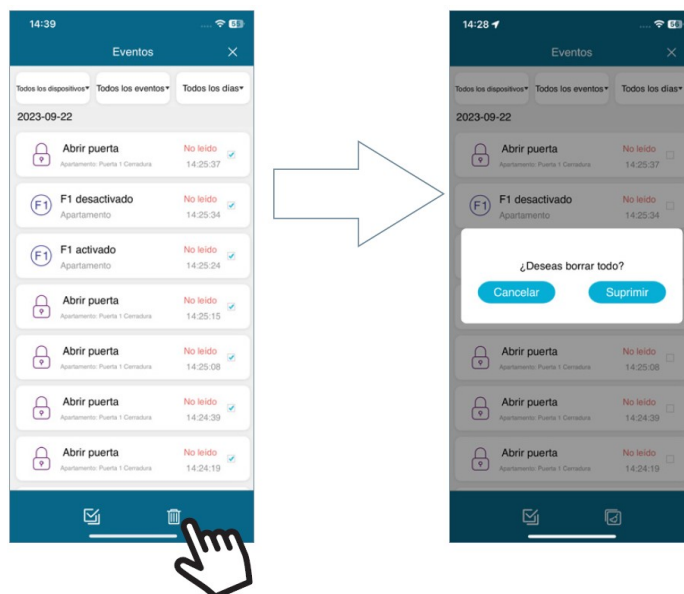 14:39
58
Eventos
Todos los dispositivos Todos los eventos Todos los días
2023-09-22
Abrir puerta No leído
Apartamento: Puerta 1 Cerradura 14:25:37
F1 F1 desactivado No leído
Apartamento 14:25:34
F1 F1 activado No leído
Apartamento 14:25:24
Abrir puerta No leído
Apartamento: Puerta 1 Cerradura 14:25:15
Abrir puerta No leído
Apartamento: Puerta 1 Cerradura 14:25:08
Abrir puerta No leído
Apartamento: Puerta 1 Cerradura 14:24:39
Abrir puerta No leído
Apartamento: Puerta 1 Cerradura 14:24:19
14:28
Eventos
Todos los dispositivos Todos los eventos Todos los días
2023-09-22
Abrir puerta No leído
Apartamento: Puerta 1 Cerradura 14:25:37
F1 F1 desactivado No leído
Apartamento 14:25:34
¿Deseas borrar todo?
Cancelar Suprimir
Abrir puerta No leído
Apartamento: Puerta 1 Cerradura 14:25:08
Abrir puerta No leído
Apartamento: Puerta 1 Cerradura 14:24:39
Abrir puerta No leído
Apartamento: Puerta 1 Cerradura 14:24:19